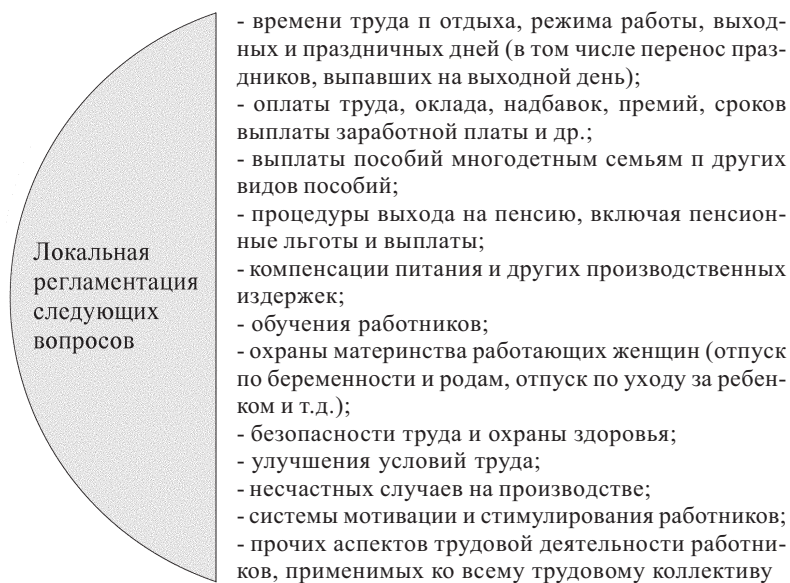 Локальная
регламентация
следующих
вопросов
- времени труда п отдыха, режима работы, выход-
ных и праздничных дней (в том числе перенос праз-
дников, выпавших на выходной день);
- оплаты труда, оклада, надбавок, премий, сроков
выплаты заработной платы и др.;
- выплаты пособий многодетным семьям п других
видов пособий;
- процедуры выхода на пенсию, включая пенсион-
ные льготы и выплаты;
- компенсации питания и других производственных
издержек;
- обучения работников;
- охраны материнства работающих женщин (отпуск
по беременности и родам, отпуск по уходу за ребен-
ком и т.д.);
- безопасности труда и охраны здоровья;
- улучшения условий труда;
- несчастных случаев на производстве;
- системы мотивации и стимулирования работников;
- прочих аспектов трудовой деятельности работни-
ков, применимых ко всему трудовому коллективу